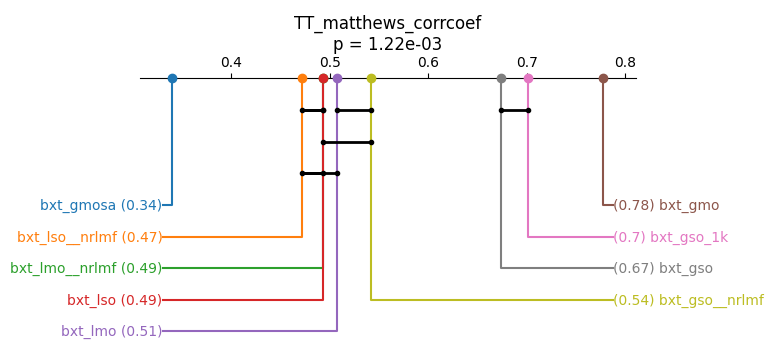 TT_matthews_corrcoef
p = 1.22e-03
0.4 0.5 0.6 0.7 0.8
bxt_gmosa (0.34) (0.78) bxt_gmo
bxt_lso__nrlmf (0.47) (0.7) bxt_gso_1k
bxt_lmo__nrlmf (0.49) (0.67) bxt_gso
bxt_lso (0.49) (0.54) bxt_gso__nrlmf
bxt_lmo (0.51)